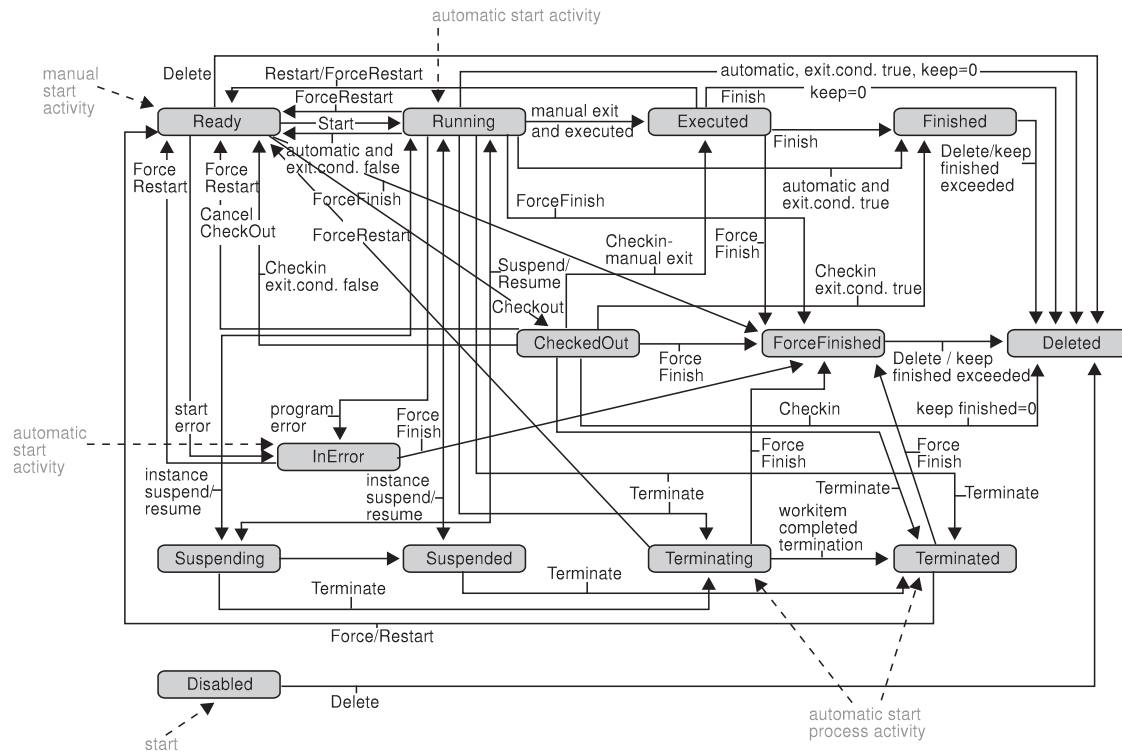 automatic start activity
manual
start
activity
Delete
Restart/ForceRestart
automatic, exit.cond. true, keep=0
ForceRestart
Finish
keep=0
Ready
Start
Running
manual exit
and executed
Executed
Finished
Finish
automatic and
exit.cond. false
Delete/keep
finished
exceeded
Force
Restart
Force
Restart
automatic and
exit.cond. true
ForceFinish
ForceFinish
Cancel
CheckOut
ForceRestart
Force
Finish
Checkin-
manual exit
Checkin
exit.cond. false
Suspend/
Resume
Checkin
exit.cond. true
Checkout
CheckedOut
ForceFinished
Deleted
Force
Finish
Delete / keep
finished exceeded
start
error
program
error
Force
Finish
Checkin
keep finished=0
automatic
start
activity
InError
Force
Finish
Force
Finish
instance
suspend/
resume
instance
suspend/
resume
Terminate
Terminate
Terminate
workitem
completed
termination
Suspending
Suspended
Terminating
Terminated
Terminate
Terminate
Force/Restart
Disabled
Delete
automatic start
process activity
start